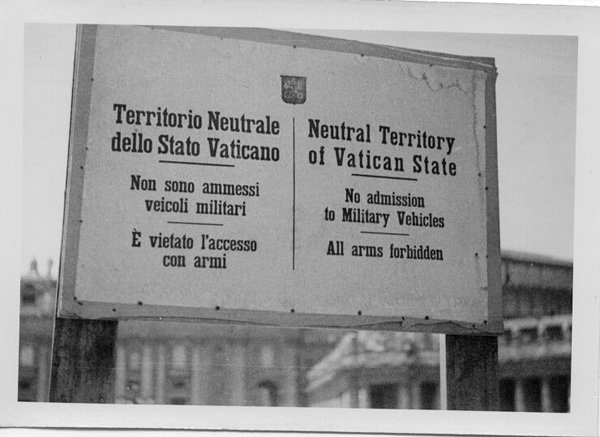 Territorio Neutrale
dello Stato Vaticano
Non sono ammessi
veicoli militari
È vietato l'accesso
con armi
Neutral Territory
of Vatican State
No admission
to Military Vehicles
All arms forbidden